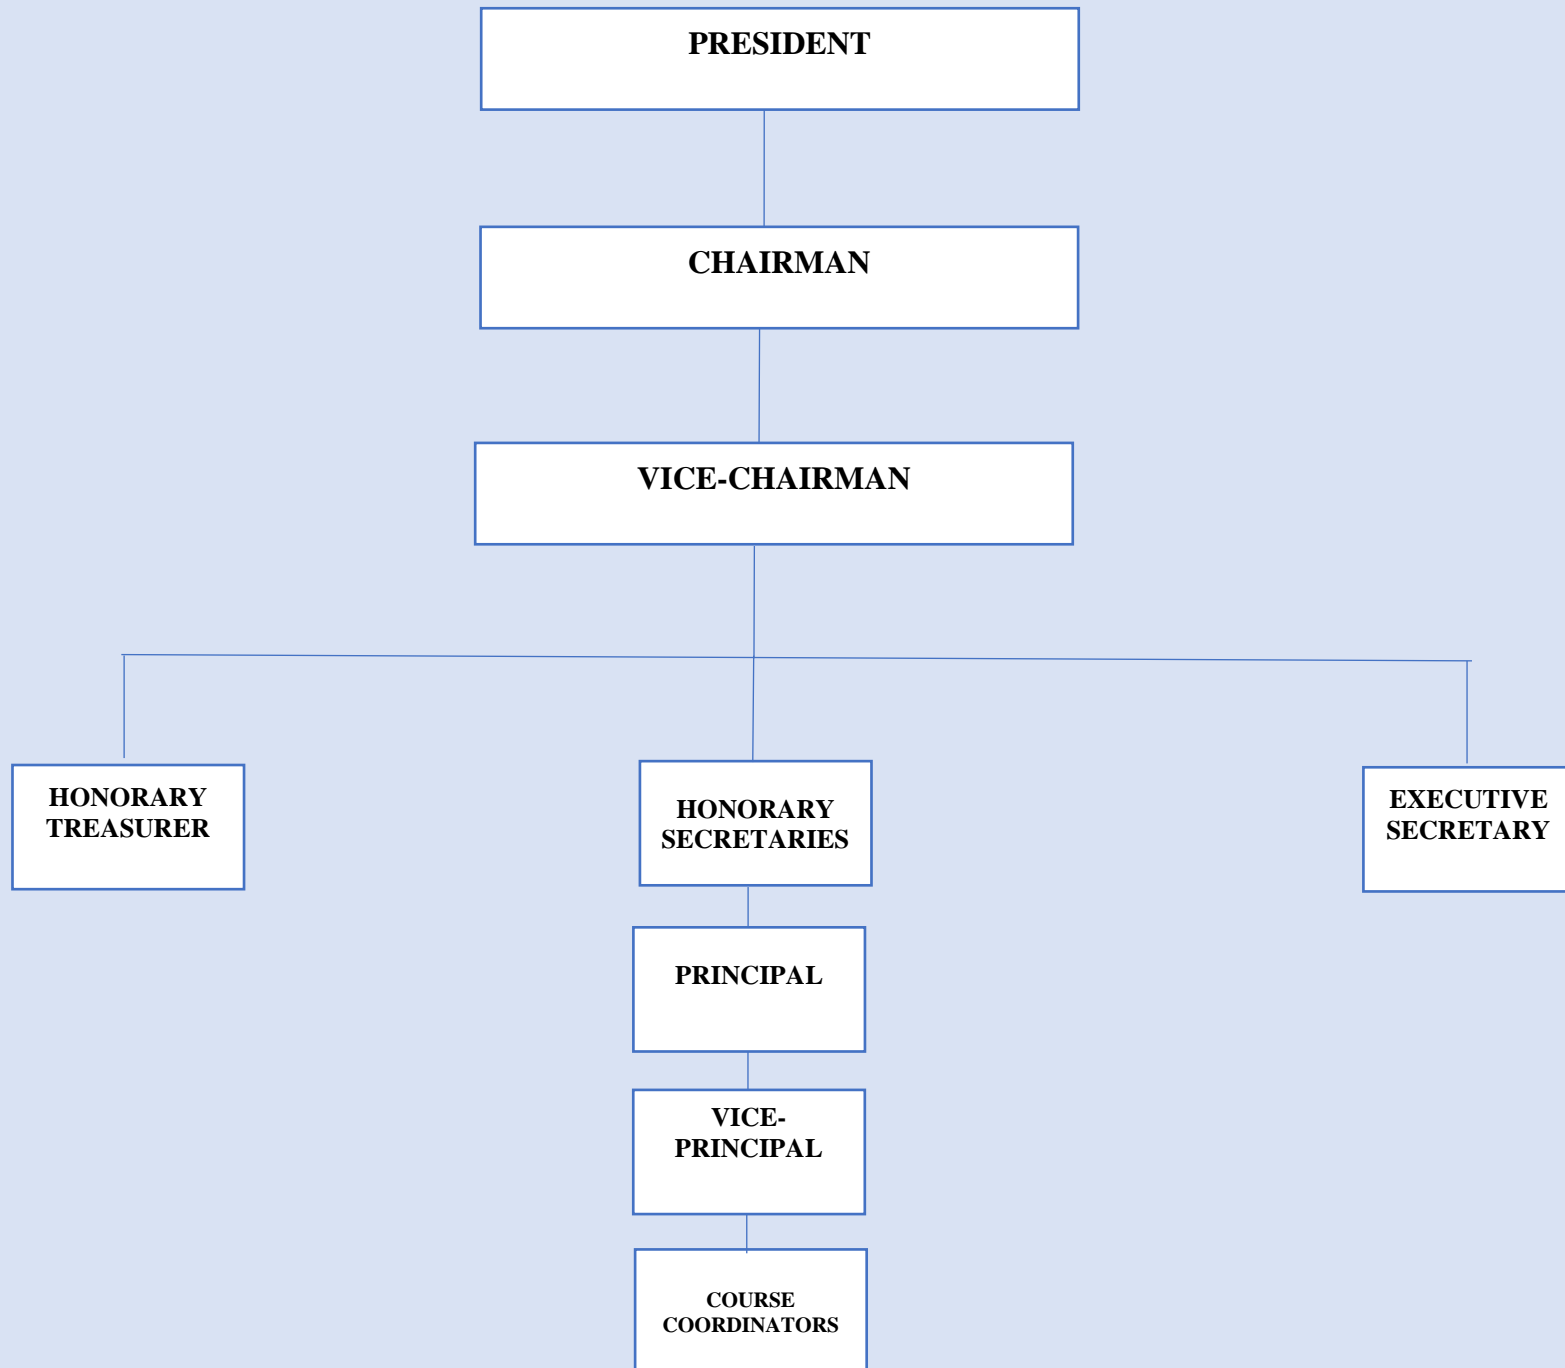 PRESIDENT
CHAIRMAN
VICE-CHAIRMAN
HONORARY
TREASURER
HONORARY
SECRETARIES
EXECUTIVE
SECRETARY
PRINCIPAL
VICE-
PRINCIPAL
COURSE
COORDINATORS